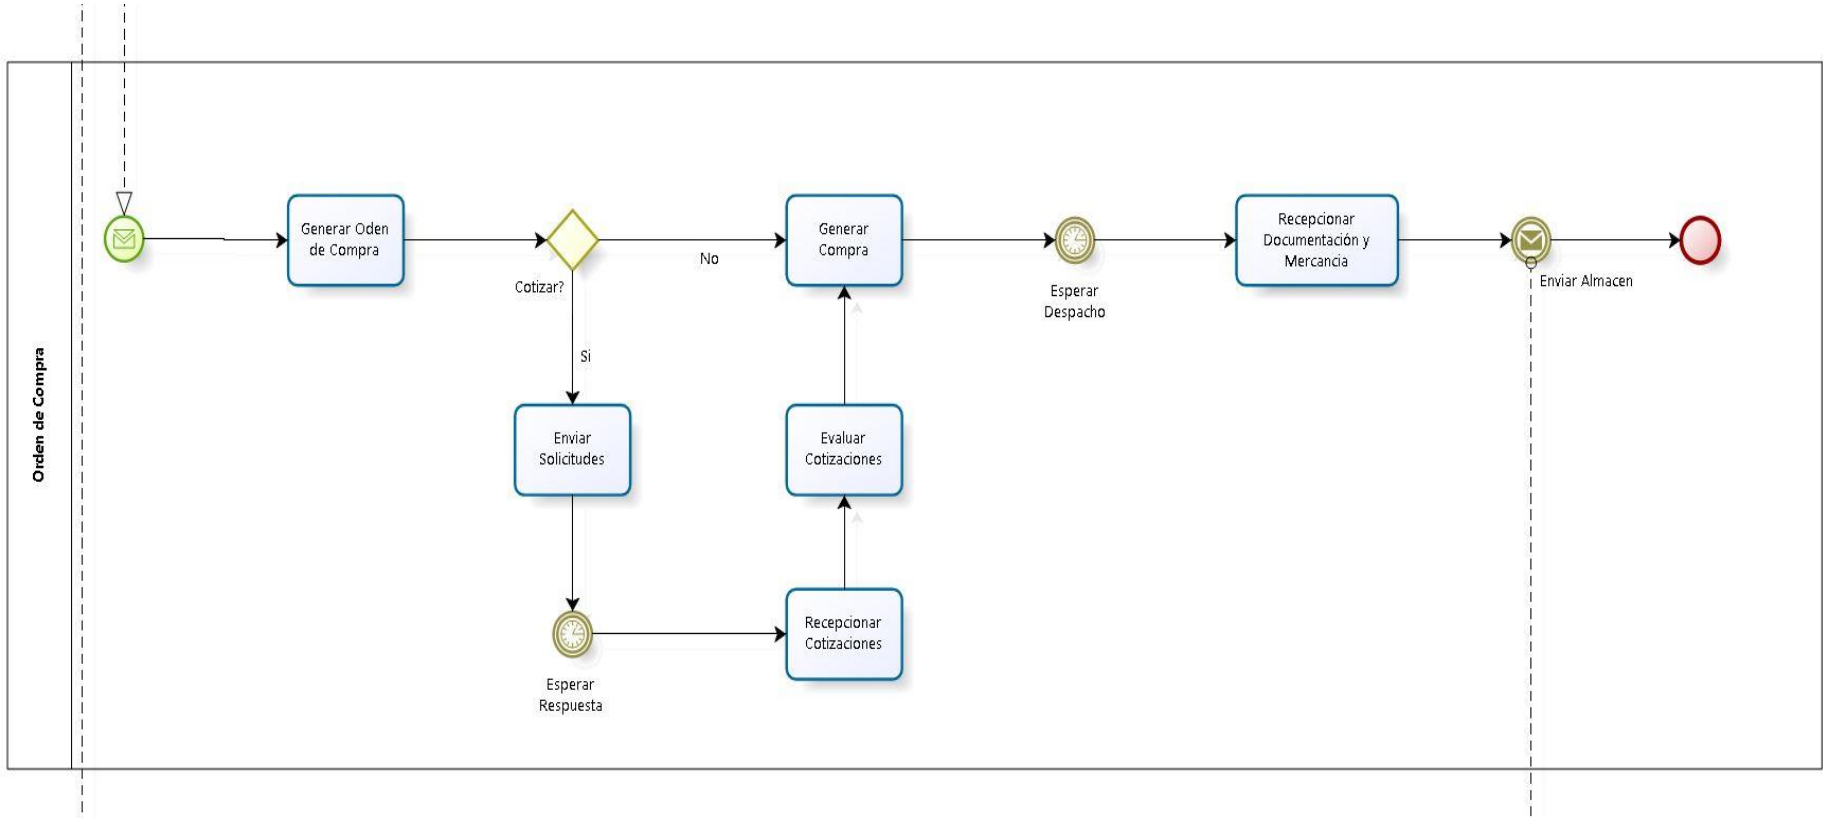 Orden de Compra
Generar Oden
de Compra
Cotizar?
No
Si
Generar
Compra
Esperar
Despacho
Recepcionar
Documentación y
Mercancia
Enviar Almacen
Enviar
Solicitudes
Evaluar
Cotizaciones
Esperar
Respuesta
Recepcionar
Cotizaciones